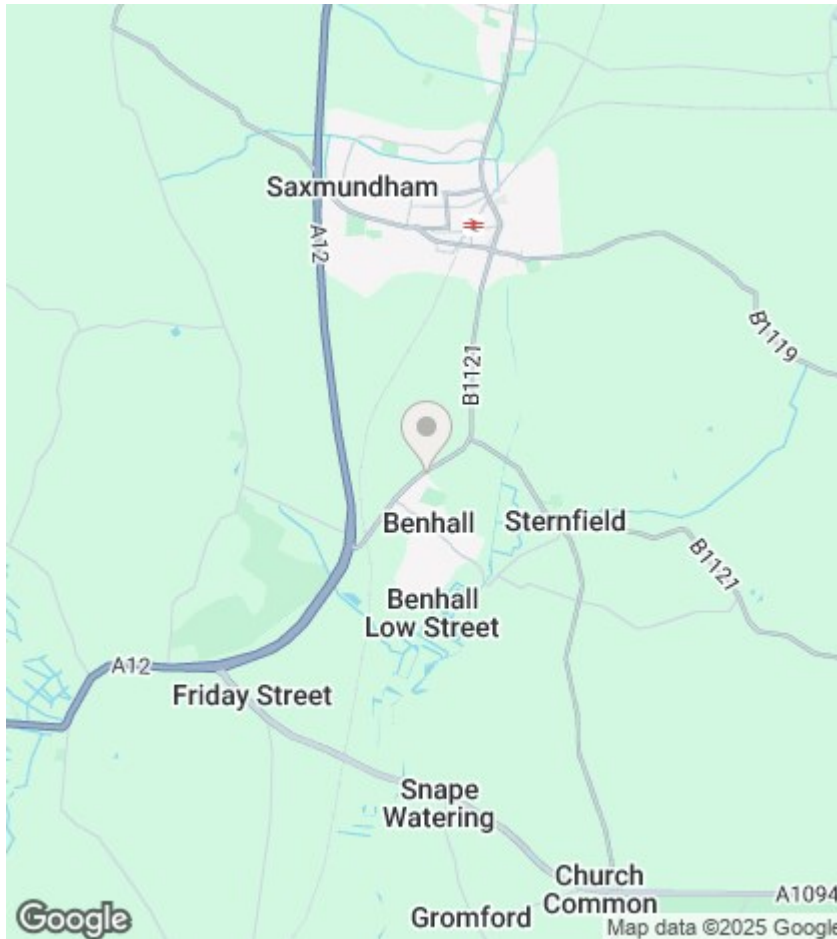 Saxmundham
A12
B1119
B1121
Benhall
Sternfield
B1121
Benhall
Low Street
A12
Friday Street
Snape
Watering
Church
Common
A1094
Gromford
Google
Map data ©2025 Google